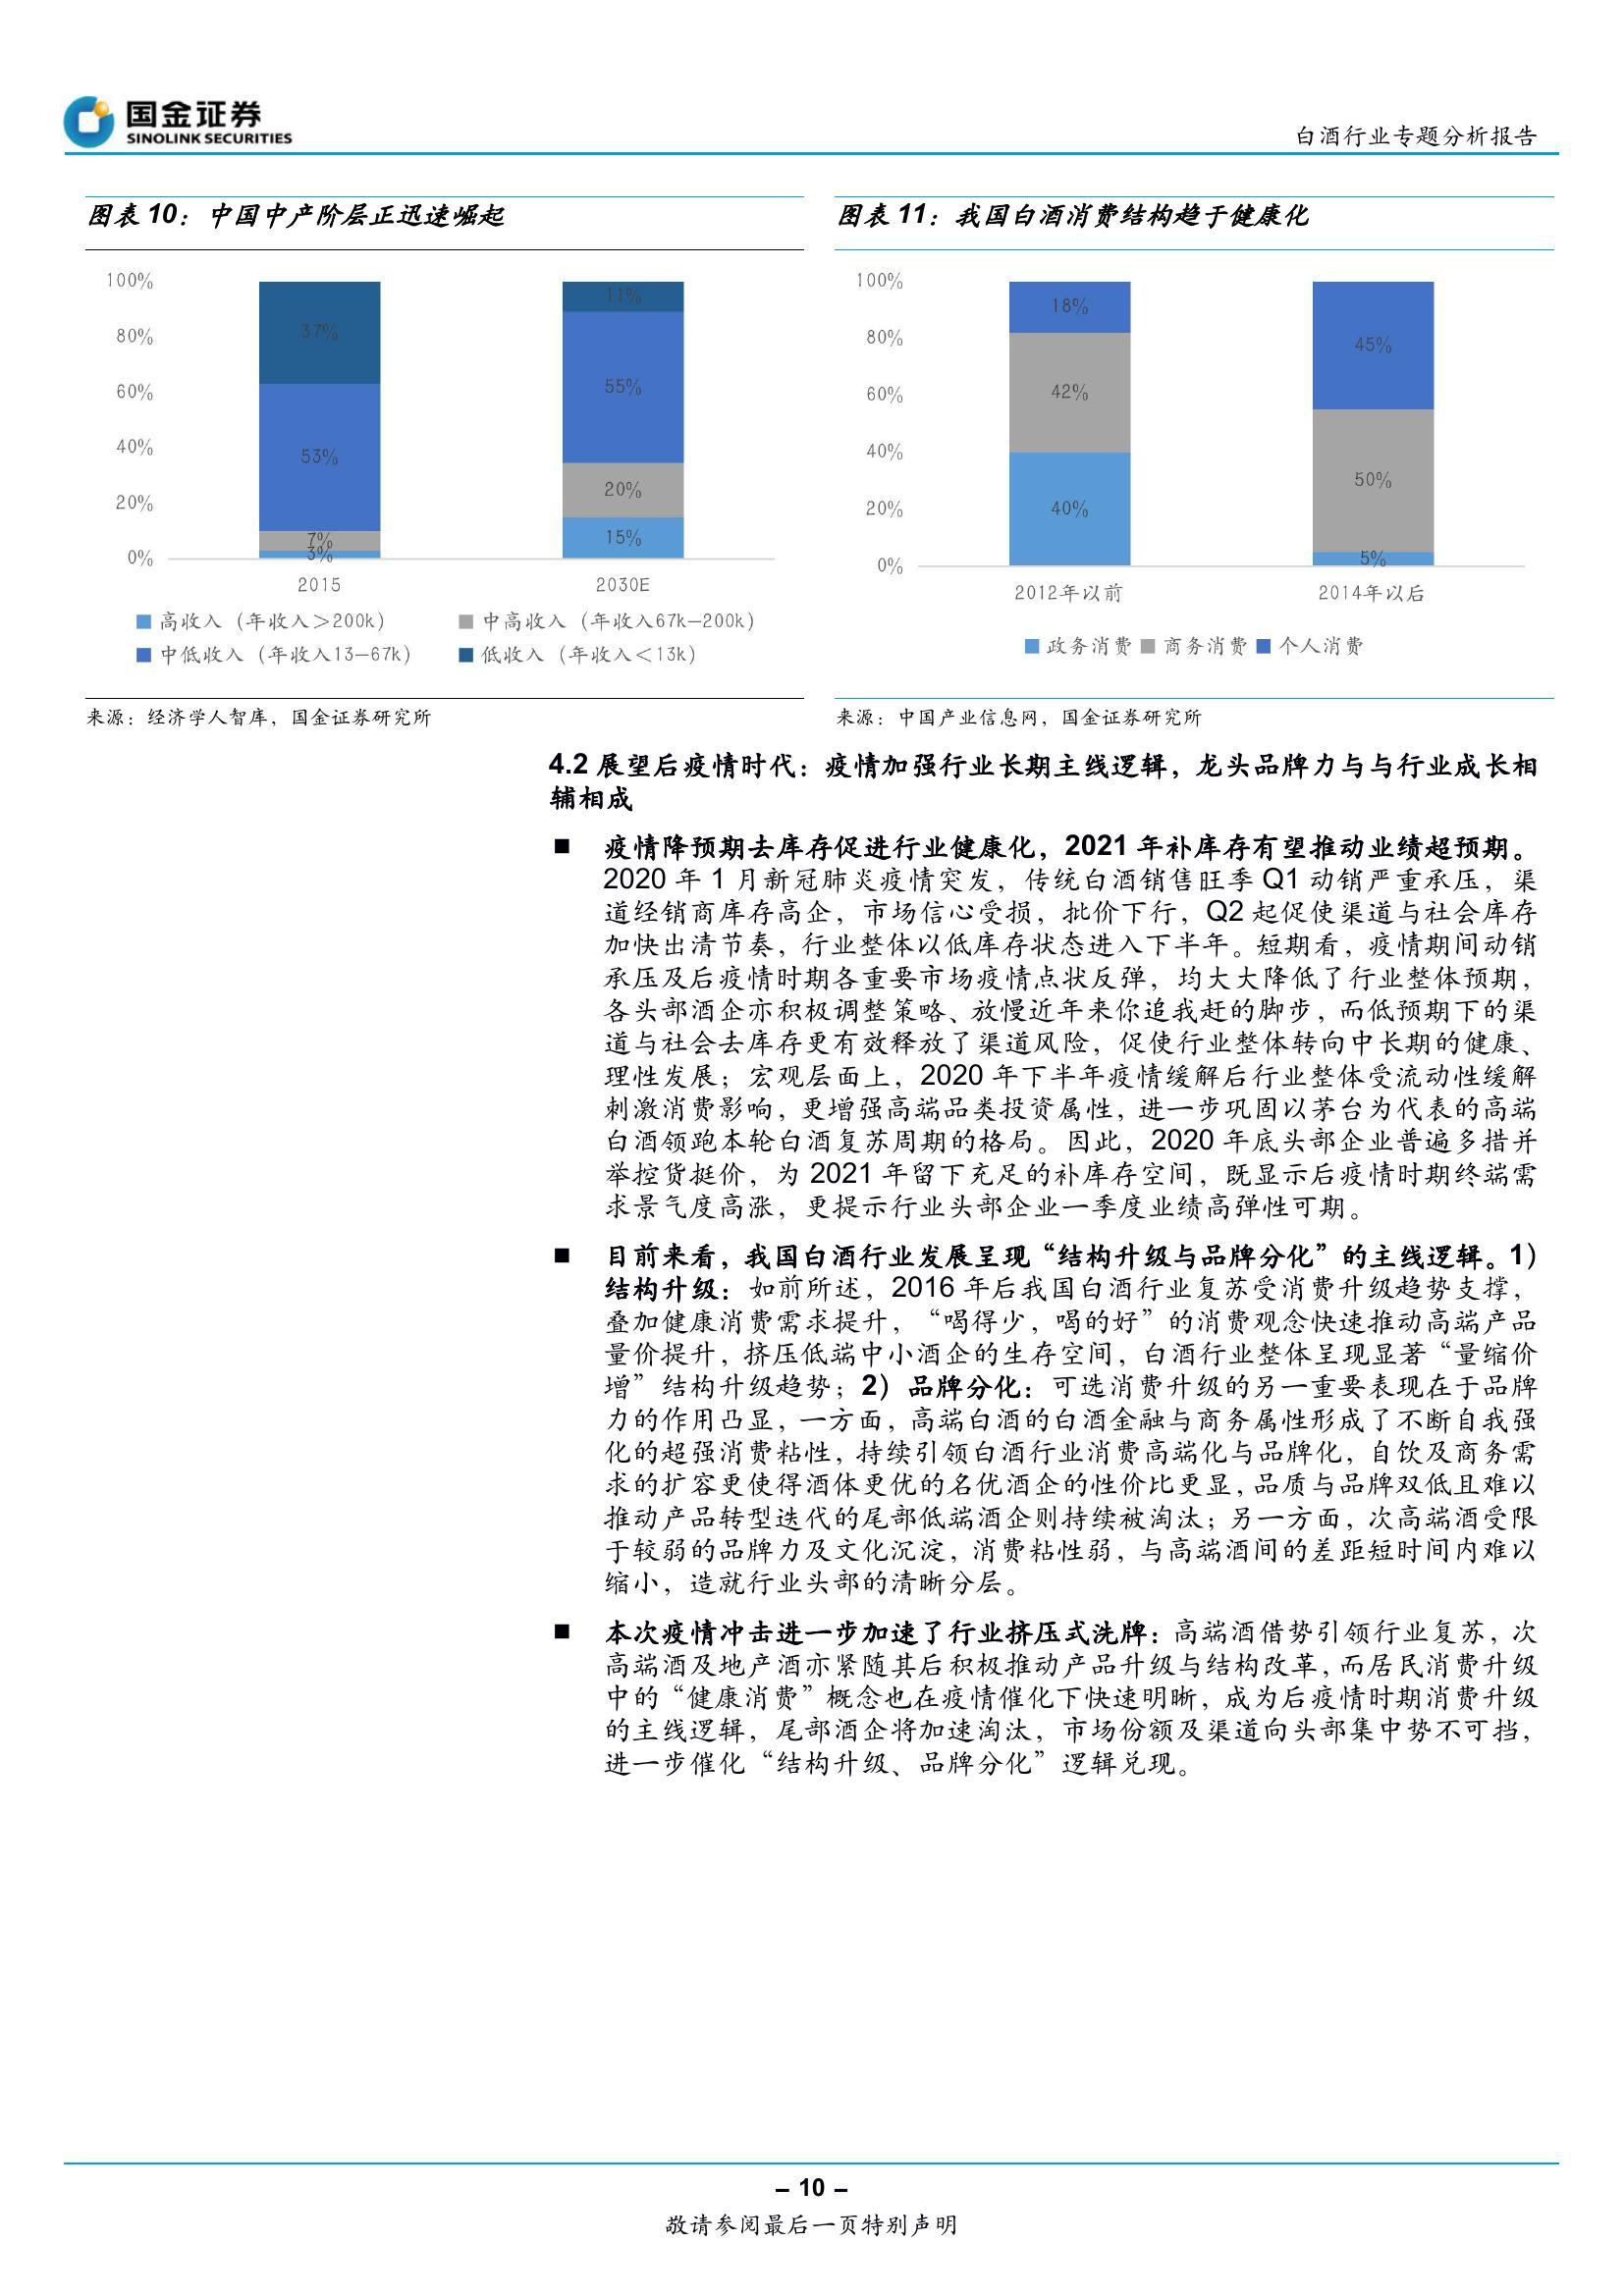 国金证券
SINOLINK SECURITIES
白酒行业专题分析报告
图表 10：中国中产阶层正迅速崛起
100%
80%
60%
40%
20%
0%
37%
53%
7%
3%
11%
55%
20%
15%
2015
2030E
高收入（年收入＞200k）
中高收入（年收入67k—200k）
中低收入（年收入13—67k）
低收入（年收入＜13k）
来源：经济学人智库，国金证券研究所
图表 11：我国白酒消费结构趋于健康化
100%
80%
60%
40%
20%
0%
18%
42%
40%
45%
50%
5%
2012年以前
2014年以后
政务消费
商务消费
个人消费
来源：中国产业信息网，国金证券研究所
4.2 展望后疫情时代：疫情加强行业长期主线逻辑，龙头品牌力与与行业成长相
辅相成
■ 疫情降预期去库存促进行业健康化，2021 年补库存有望推动业绩超预期。
2020 年 1 月新冠肺炎疫情突发，传统白酒销售旺季 Q1 动销严重承压，渠
道经销商库存高企，市场信心受损，批价下行，Q2 起促使渠道与社会库存
加快出清节奏，行业整体以低库存状态进入下半年。短期看，疫情期间动销
承压及后疫情时期各重要市场疫情点状反弹，均大大降低了行业整体预期，
各头部酒企亦积极调整策略、放慢近年来你追我赶的脚步，而低预期下的渠
道与社会去库存更有效释放了渠道风险，促使行业整体转向中长期的健康、
理性发展；宏观层面上，2020 年下半年疫情缓解后行业整体受流动性缓解
刺激消费影响，更增强高端品类投资属性，进一步巩固以茅台为代表的高端
白酒领跑本轮白酒复苏周期的格局。因此，2020 年底头部企业普遍多措并
举控货挺价，为 2021 年留下充足的补库存空间，既显示后疫情时期终端需
求景气度高涨，更提示行业头部企业一季度业绩高弹性可期。
■ 目前来看，我国白酒行业发展呈现“结构升级与品牌分化”的主线逻辑。1）
结构升级：如前所述，2016 年后我国白酒行业复苏受消费升级趋势支撑，
叠加健康消费需求提升，“喝得少，喝的好”的消费观念快速推动高端产品
量价提升，挤压低端中小酒企的生存空间，白酒行业整体呈现显著“量缩价
增”结构升级趋势；2）品牌分化：可选消费升级的另一重要表现在于品牌
力的作用凸显，一方面，高端白酒的白酒金融与商务属性形成了不断自我强
化的超强消费粘性，持续引领白酒行业消费高端化与品牌化，自饮及商务需
求的扩容更使得酒体更优的名优酒企的性价比更显，品质与品牌双低且难以
推动产品转型迭代的尾部低端酒企则持续被淘汰；另一方面，次高端酒受限
于较弱的品牌力及文化沉淀，消费粘性弱，与高端酒间的差距短时间内难以
缩小，造就行业头部的清晰分层。
■ 本次疫情冲击进一步加速了行业挤压式洗牌：高端酒借势引领行业复苏，次
高端酒及地产酒亦紧随其后积极推动产品升级与结构改革，而居民消费升级
中的“健康消费”概念也在疫情催化下快速明晰，成为后疫情时期消费升级
的主线逻辑，尾部酒企将加速淘汰，市场份额及渠道向头部集中势不可挡，
进一步催化“结构升级、品牌分化”逻辑兑现。
- 10 -
敬请参阅最后一页特别声明